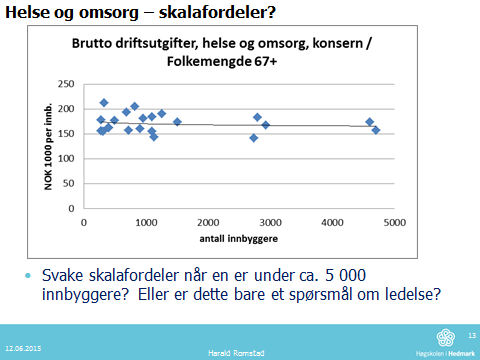 Helse og omsorg – skalafordeler?
Brutto driftsutgifter, helse og omsorg, konsern /
Folkemengde 67+
NOK 1000 per innb.
250
200
150
100
50
0
0 1000 2000 3000 4000 5000
antall innbyggere
• Svake skalafordeler når en er under ca. 5 000
innbyggere? Eller er dette bare et spørsmål om ledelse?
13
12.06.2015
Harald Romstad
Høgskolen i Hedmark